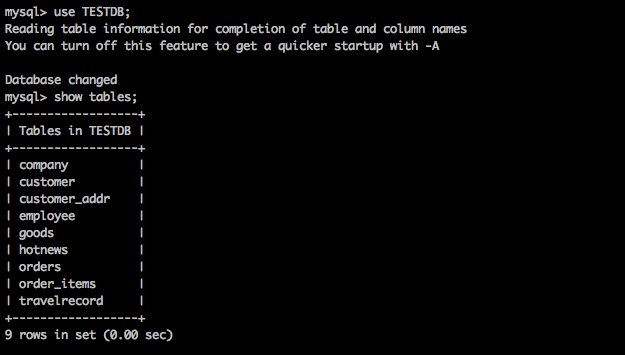 mysql> use TESTDB;
Reading table information for completion of table and column names
You can turn off this feature to get a quicker startup with -A

Database changed
mysql> show tables;
+------------------+
| Tables in TESTDB |
+------------------+
| company          |
| customer         |
| customer_addr    |
| employee         |
| goods            |
| hotnews          |
| orders           |
| order_items      |
| travelrecord     |
+------------------+
9 rows in set (0.00 sec)